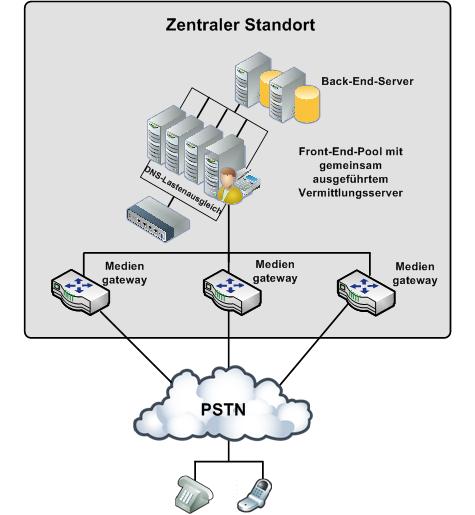 Zentraler Standort
Back-End-Server
Front-End-Pool mit
gemeinsam
ausgeführtem
Vermittlungsserver
DNS-Lastenausgleich
Medien
gateway
Medien
gateway
Medien
gateway
PSTN